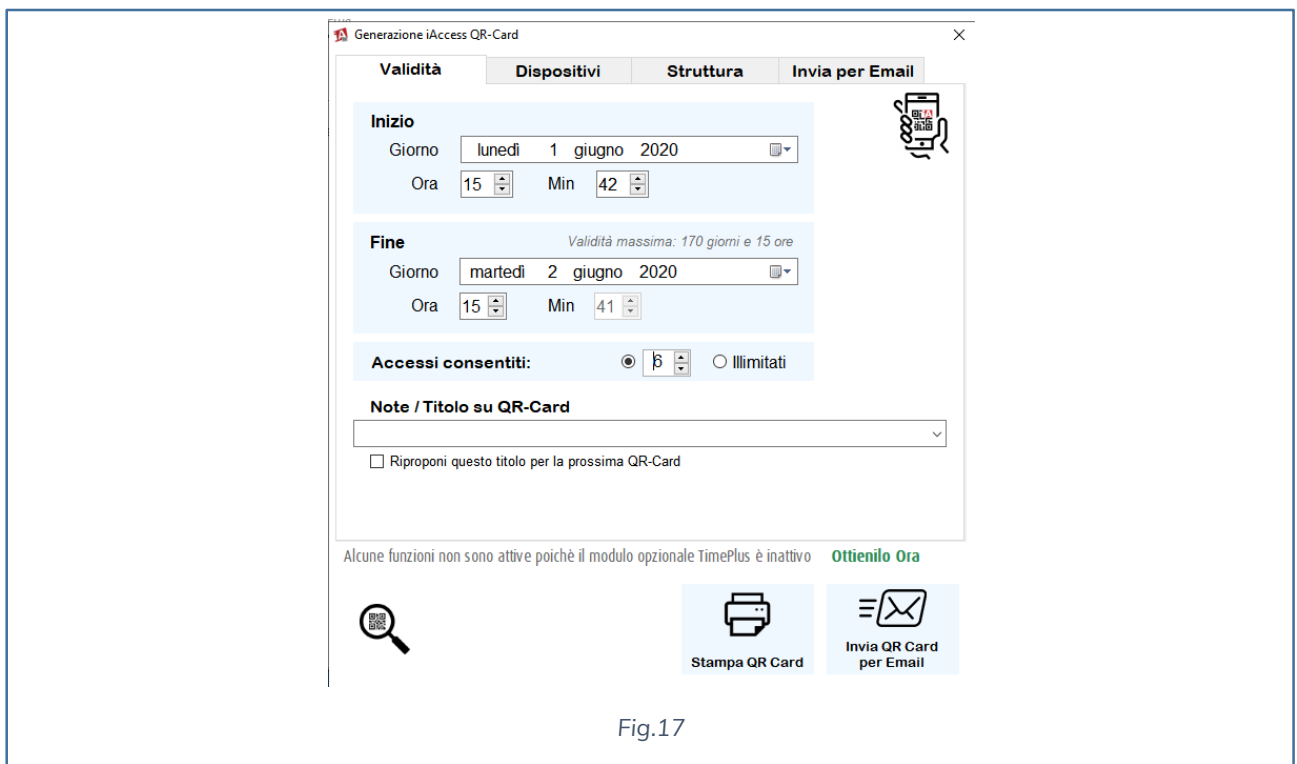 Generazione iAccess QR-Card
Validità Dispositivi Struttura Invia per Email
Inizio
Giorno lunedì 1 giugno 2020
Ora 15 Min 42
Fine Validità massima: 170 giorni e 15 ore
Giorno martedì 2 giugno 2020
Ora 15 Min 41
Accessi consentiti: 6 Illimitati
Note / Titolo su QR-Card
Riproponi questo titolo per la prossima QR-Card
Alcune funzioni non sono attive poichè il modulo opzionale TimePlus è inattivo Ottienilo Ora
Stampa QR Card
Invia QR Card
per Email
Fig.17